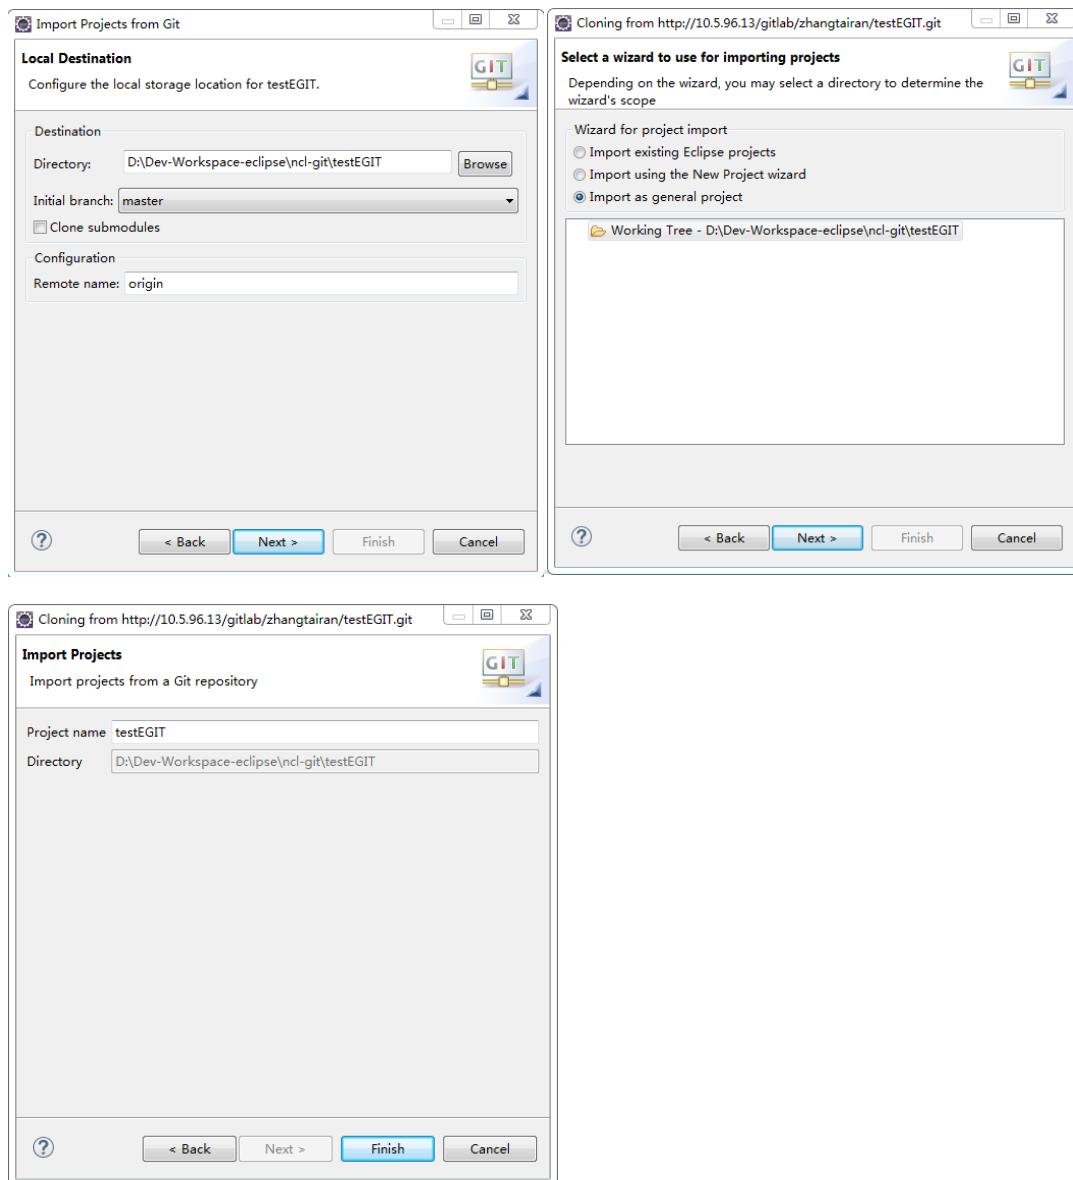 Import Projects from Git
Local Destination
Configure the local storage location for testEGIT.
GIT
Destination
Directory: D:\Dev-Workspace-eclipse\ncl-git\testEGIT Browse
Initial branch: master
Clone submodules
Configuration
Remote name: origin
? < Back Next > Finish Cancel
Cloning from http://10.5.96.13/gitlab/zhangtairan/testEGIT.git
Select a wizard to use for importing projects
Depending on the wizard, you may select a directory to determine the
wizard's scope
GIT
Wizard for project import
Import existing Eclipse projects
Import using the New Project wizard
Import as general project
Working Tree - D:\Dev-Workspace-eclipse\ncl-git\testEGIT
? < Back Next > Finish Cancel
Cloning from http://10.5.96.13/gitlab/zhangtairan/testEGIT.git
Import Projects
Import projects from a Git repository
GIT
Project name testEGIT
Directory D:\Dev-Workspace-eclipse\ncl-git\testEGIT
? < Back Next > Finish Cancel